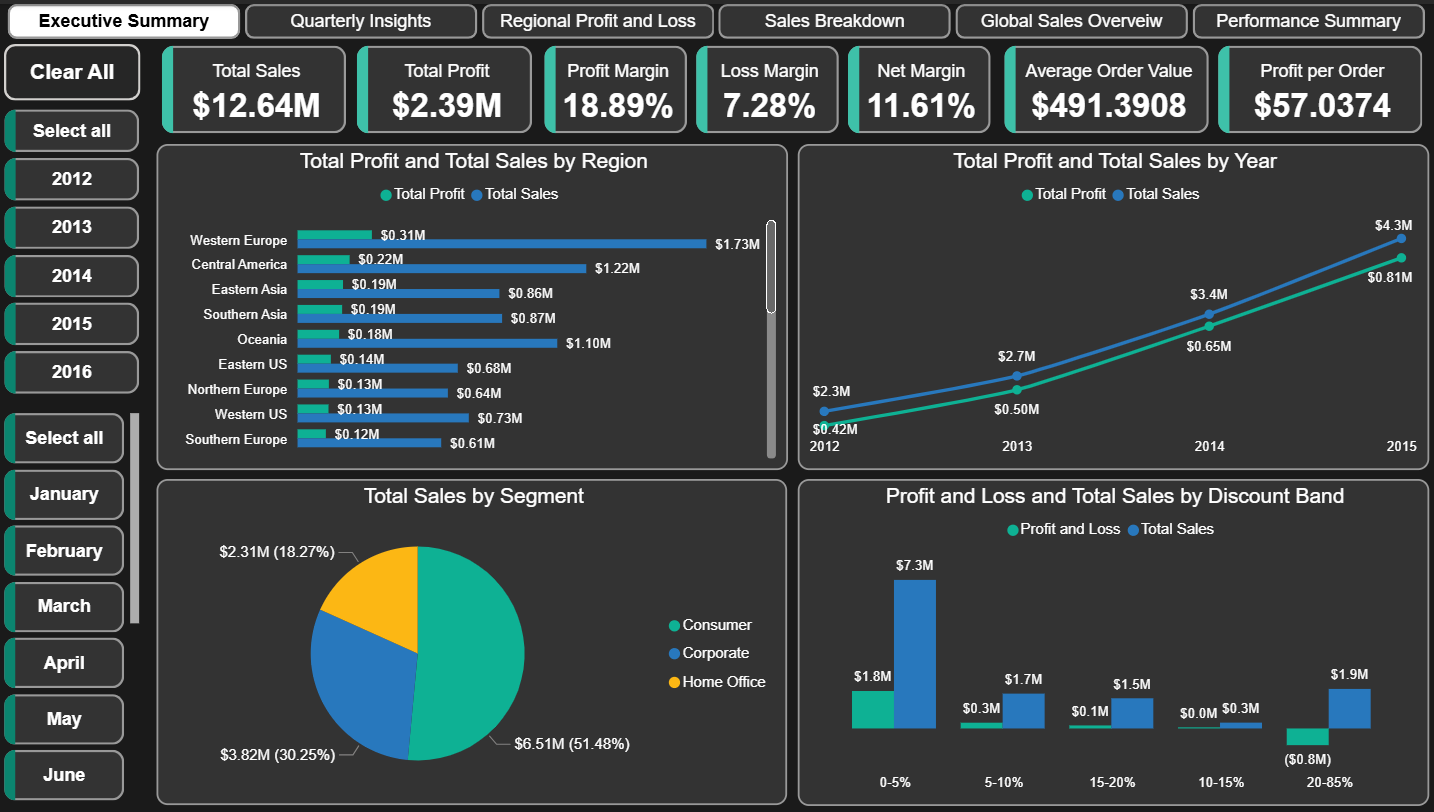 Executive Summary
Quarterly Insights
Regional Profit and Loss
Sales Breakdown
Global Sales Overveiw
Performance Summary
Clear All
Select all
2012
2013
2014
2015
2016
Select all
January
February
March
April
May
June
Total Sales
$12.64M
Total Profit
$2.39M
Profit Margin
18.89%
Loss Margin
7.28%
Net Margin
11.61%
Average Order Value
$491.3908
Profit per Order
$57.0374
Total Profit and Total Sales by Region
Total Profit Total Sales
Western Europe $0.31M $1.73M
Central America $0.22M $1.22M
Eastern Asia $0.19M $0.86M
Southern Asia $0.19M $0.87M
Oceania $0.18M $1.10M
Eastern US $0.14M $0.68M
Northern Europe $0.13M $0.64M
Western US $0.13M $0.73M
Southern Europe $0.12M $0.61M
Total Profit and Total Sales by Year
Total Profit Total Sales
$4.3M
$0.81M
$3.4M
$0.65M
$2.7M
$0.50M
$2.3M
$0.42M
2012 2013 2014 2015
Total Sales by Segment
$2.31M (18.27%)
$3.82M (30.25%)
$6.51M (51.48%)
Consumer
Corporate
Home Office
Profit and Loss and Total Sales by Discount Band
Profit and Loss Total Sales
$1.8M $7.3M
$0.3M $1.7M
$0.1M $1.5M
$0.0M $0.3M
($0.8M) $1.9M
0-5% 5-10% 15-20% 10-15% 20-85%